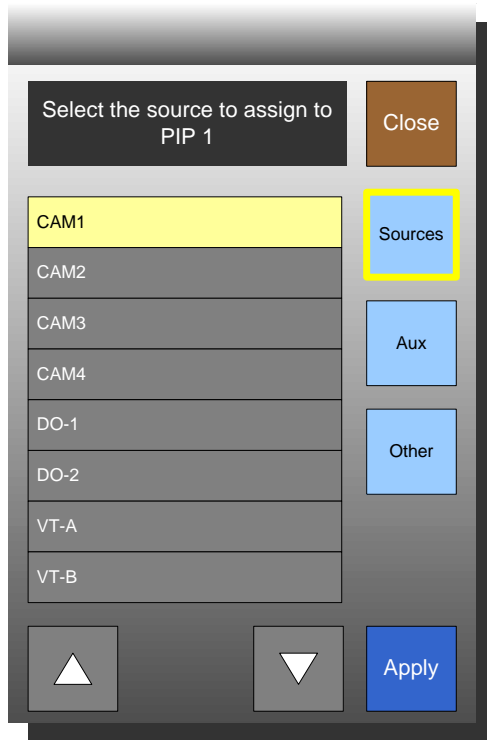 Select the source to assign to
PIP 1
Close
CAM1
CAM2
CAM3
CAM4
DO-1
DO-2
VT-A
VT-B
Sources
Aux
Other
Apply